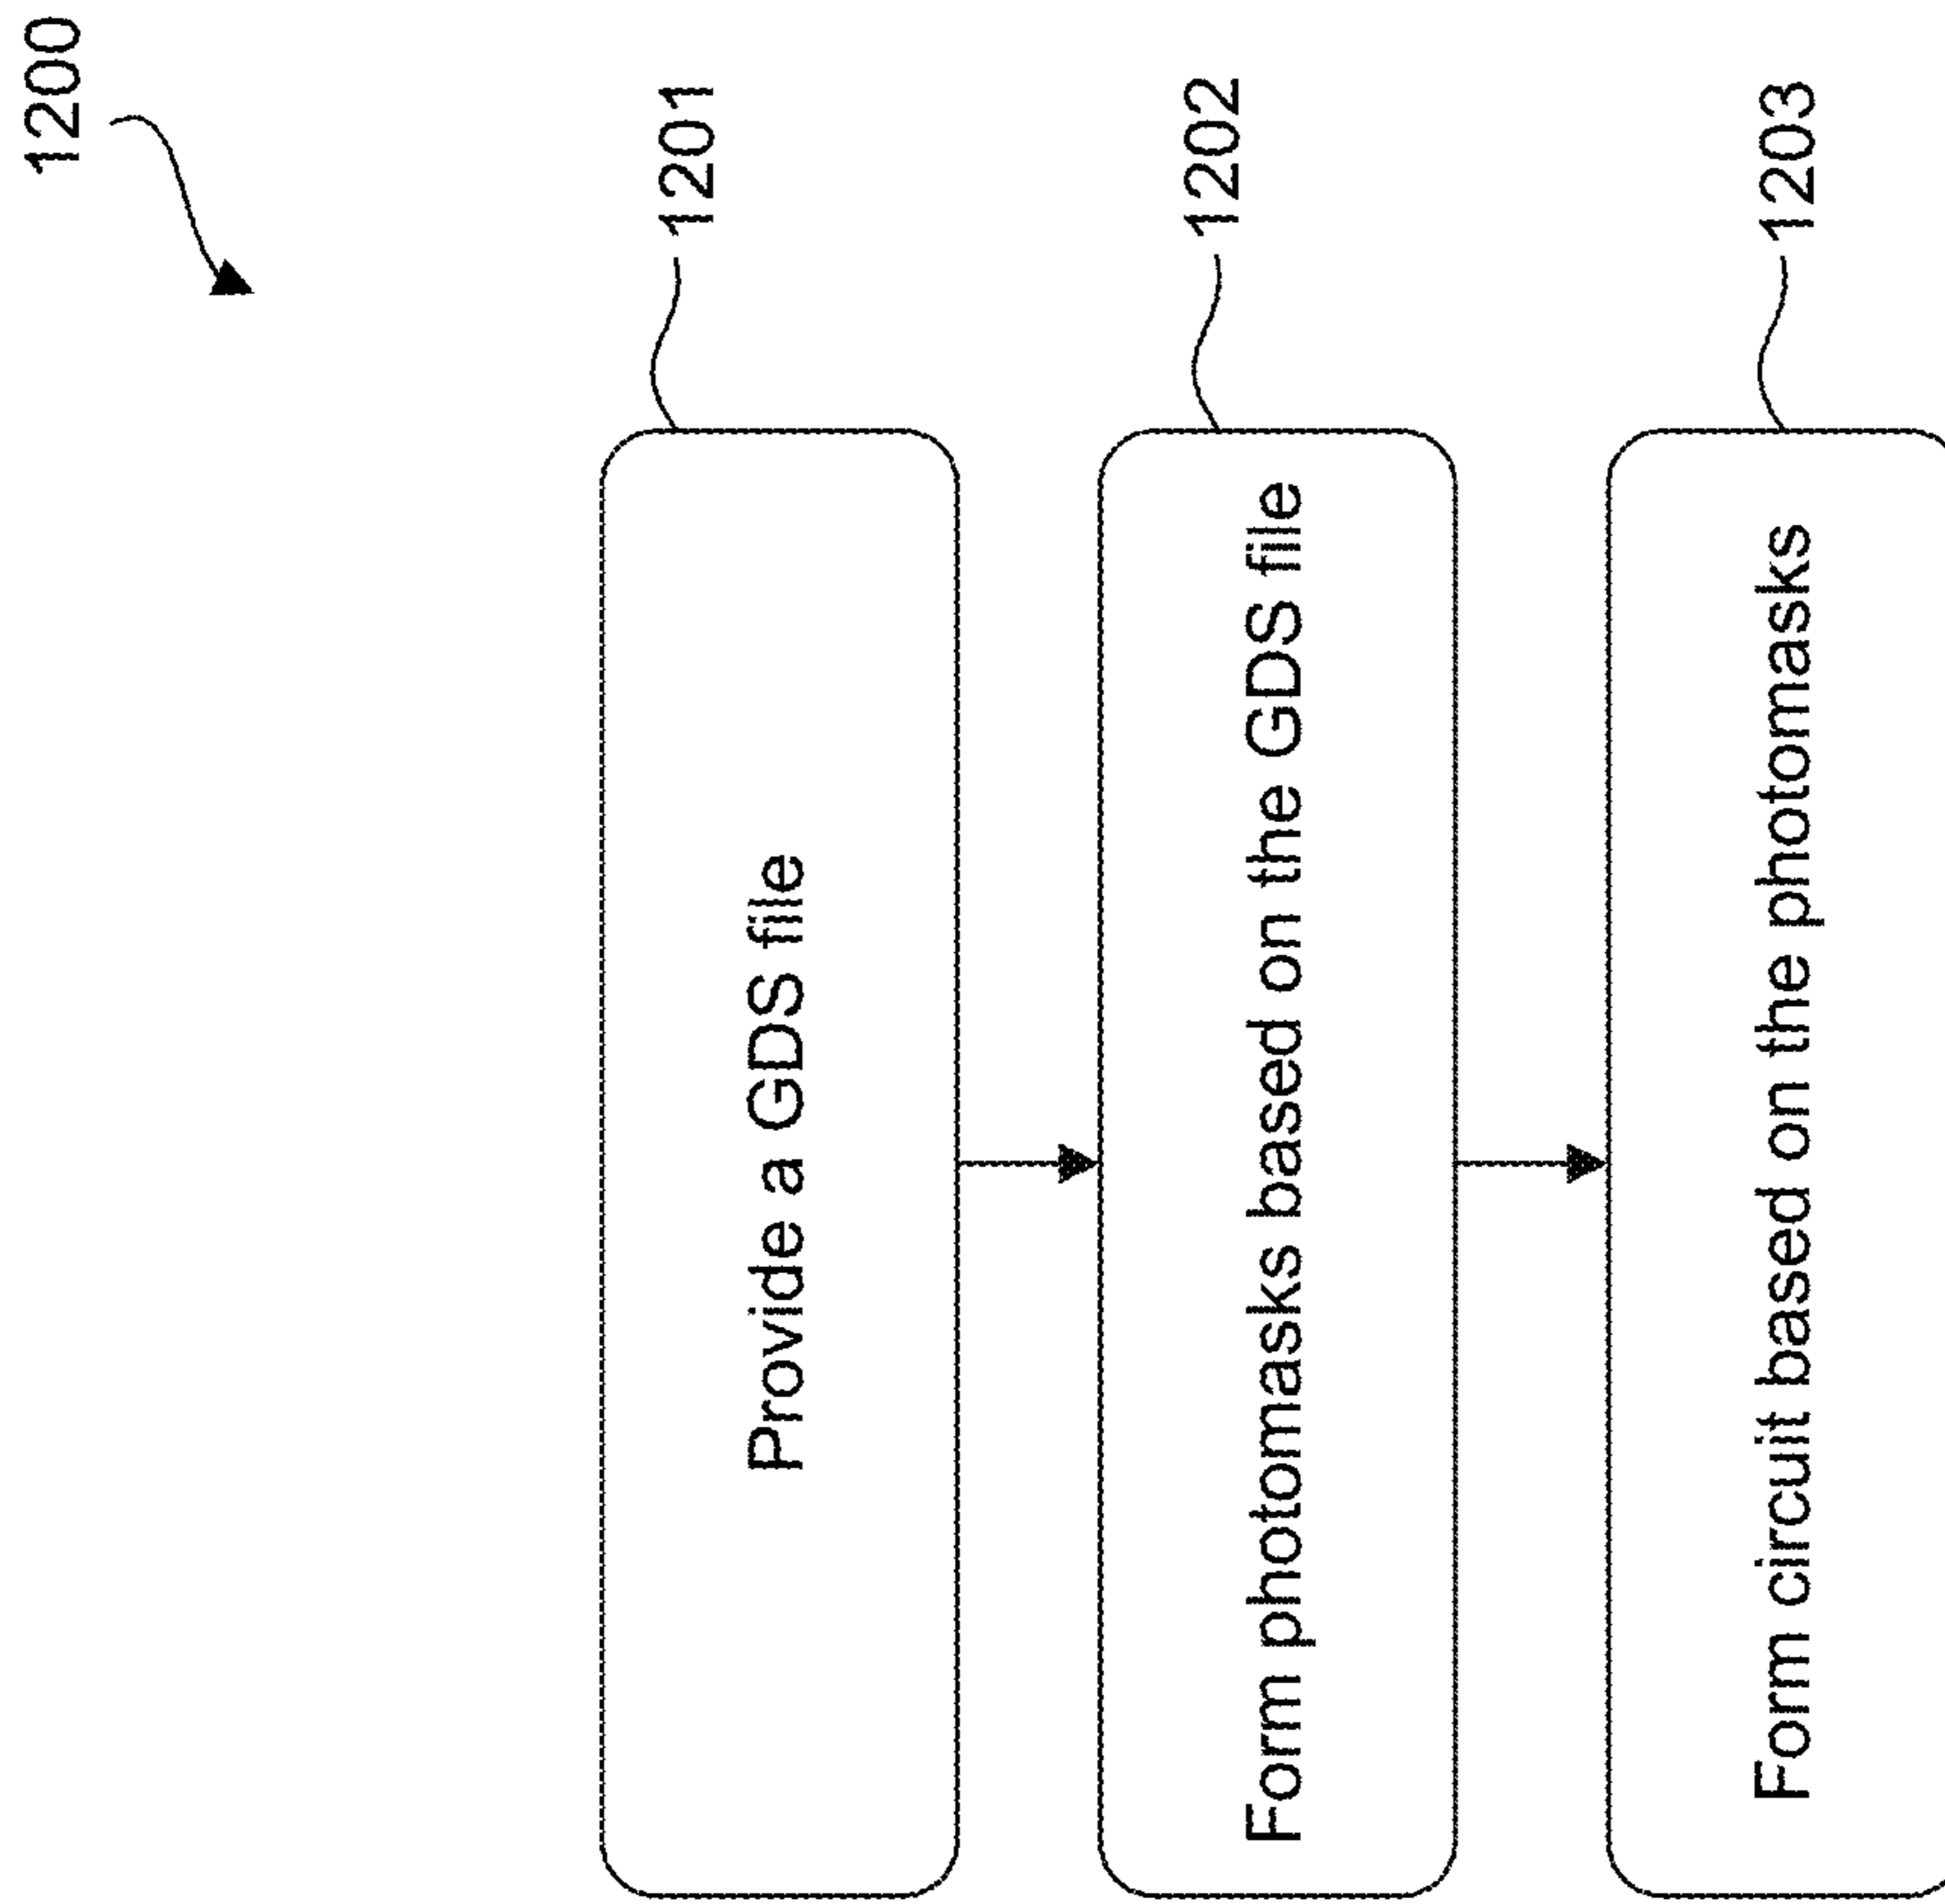 1200
Provide a GDS file
1201
Form photomasks based on the GDS file
1202
Form circuit based on the photomasks
1203